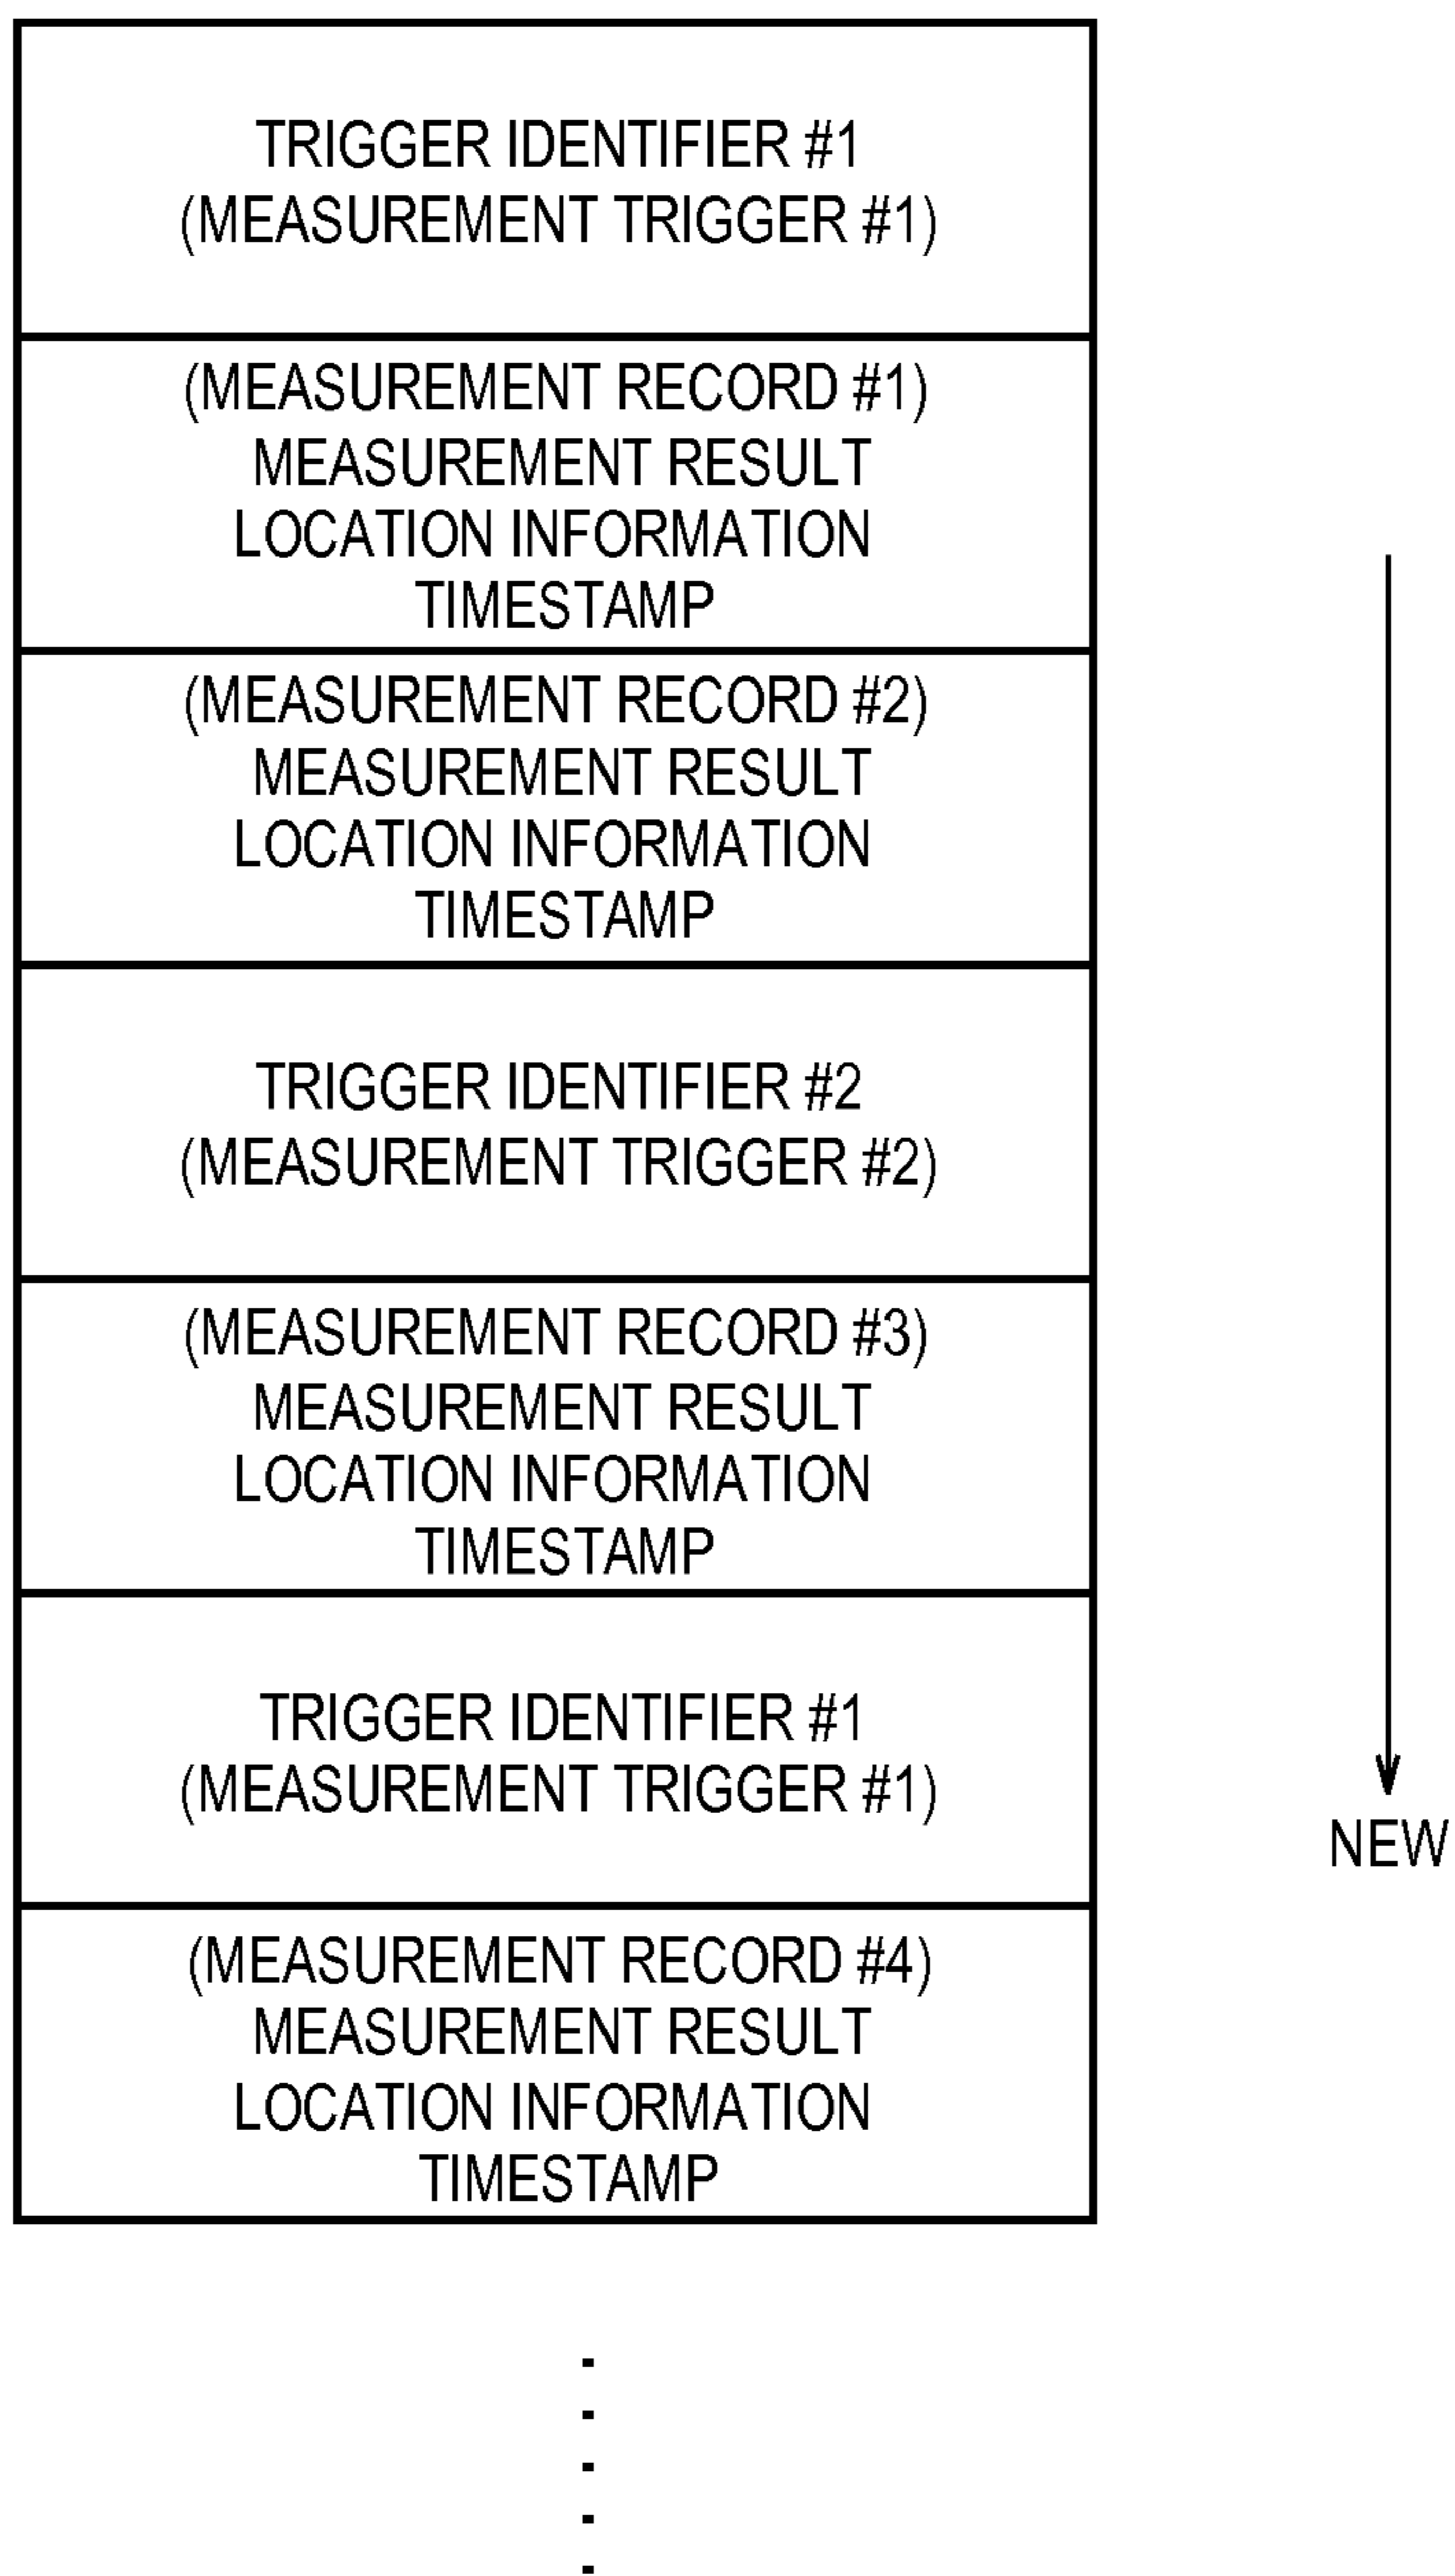 TRIGGER IDENTIFIER #1
(MEASUREMENT TRIGGER #1)
(MEASUREMENT RECORD #1)
MEASUREMENT RESULT
LOCATION INFORMATION
TIMESTAMP
(MEASUREMENT RECORD #2)
MEASUREMENT RESULT
LOCATION INFORMATION
TIMESTAMP
TRIGGER IDENTIFIER #2
(MEASUREMENT TRIGGER #2)
(MEASUREMENT RECORD #3)
MEASUREMENT RESULT
LOCATION INFORMATION
TIMESTAMP
TRIGGER IDENTIFIER #1
(MEASUREMENT TRIGGER #1)
NEW
(MEASUREMENT RECORD #4)
MEASUREMENT RESULT
LOCATION INFORMATION
TIMESTAMP